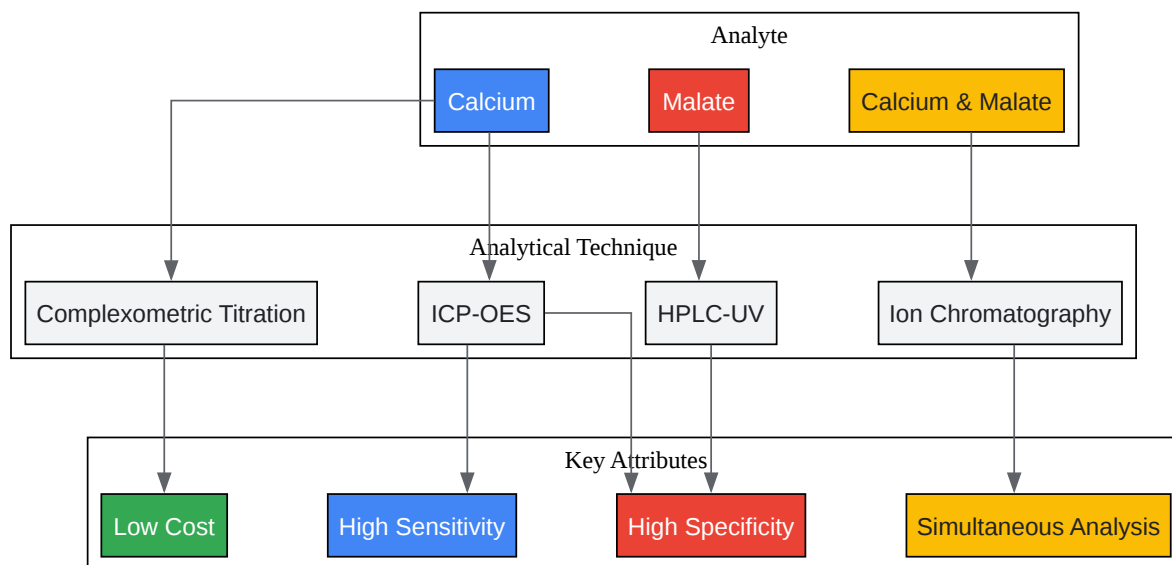 Analyte
Calcium
Malate
Calcium & Malate
Analytical Technique
Complexometric Titration
ICP-OES
HPLC-UV
Ion Chromatography
Key Attributes
Low Cost
High Sensitivity
High Specificity
Simultaneous Analysis